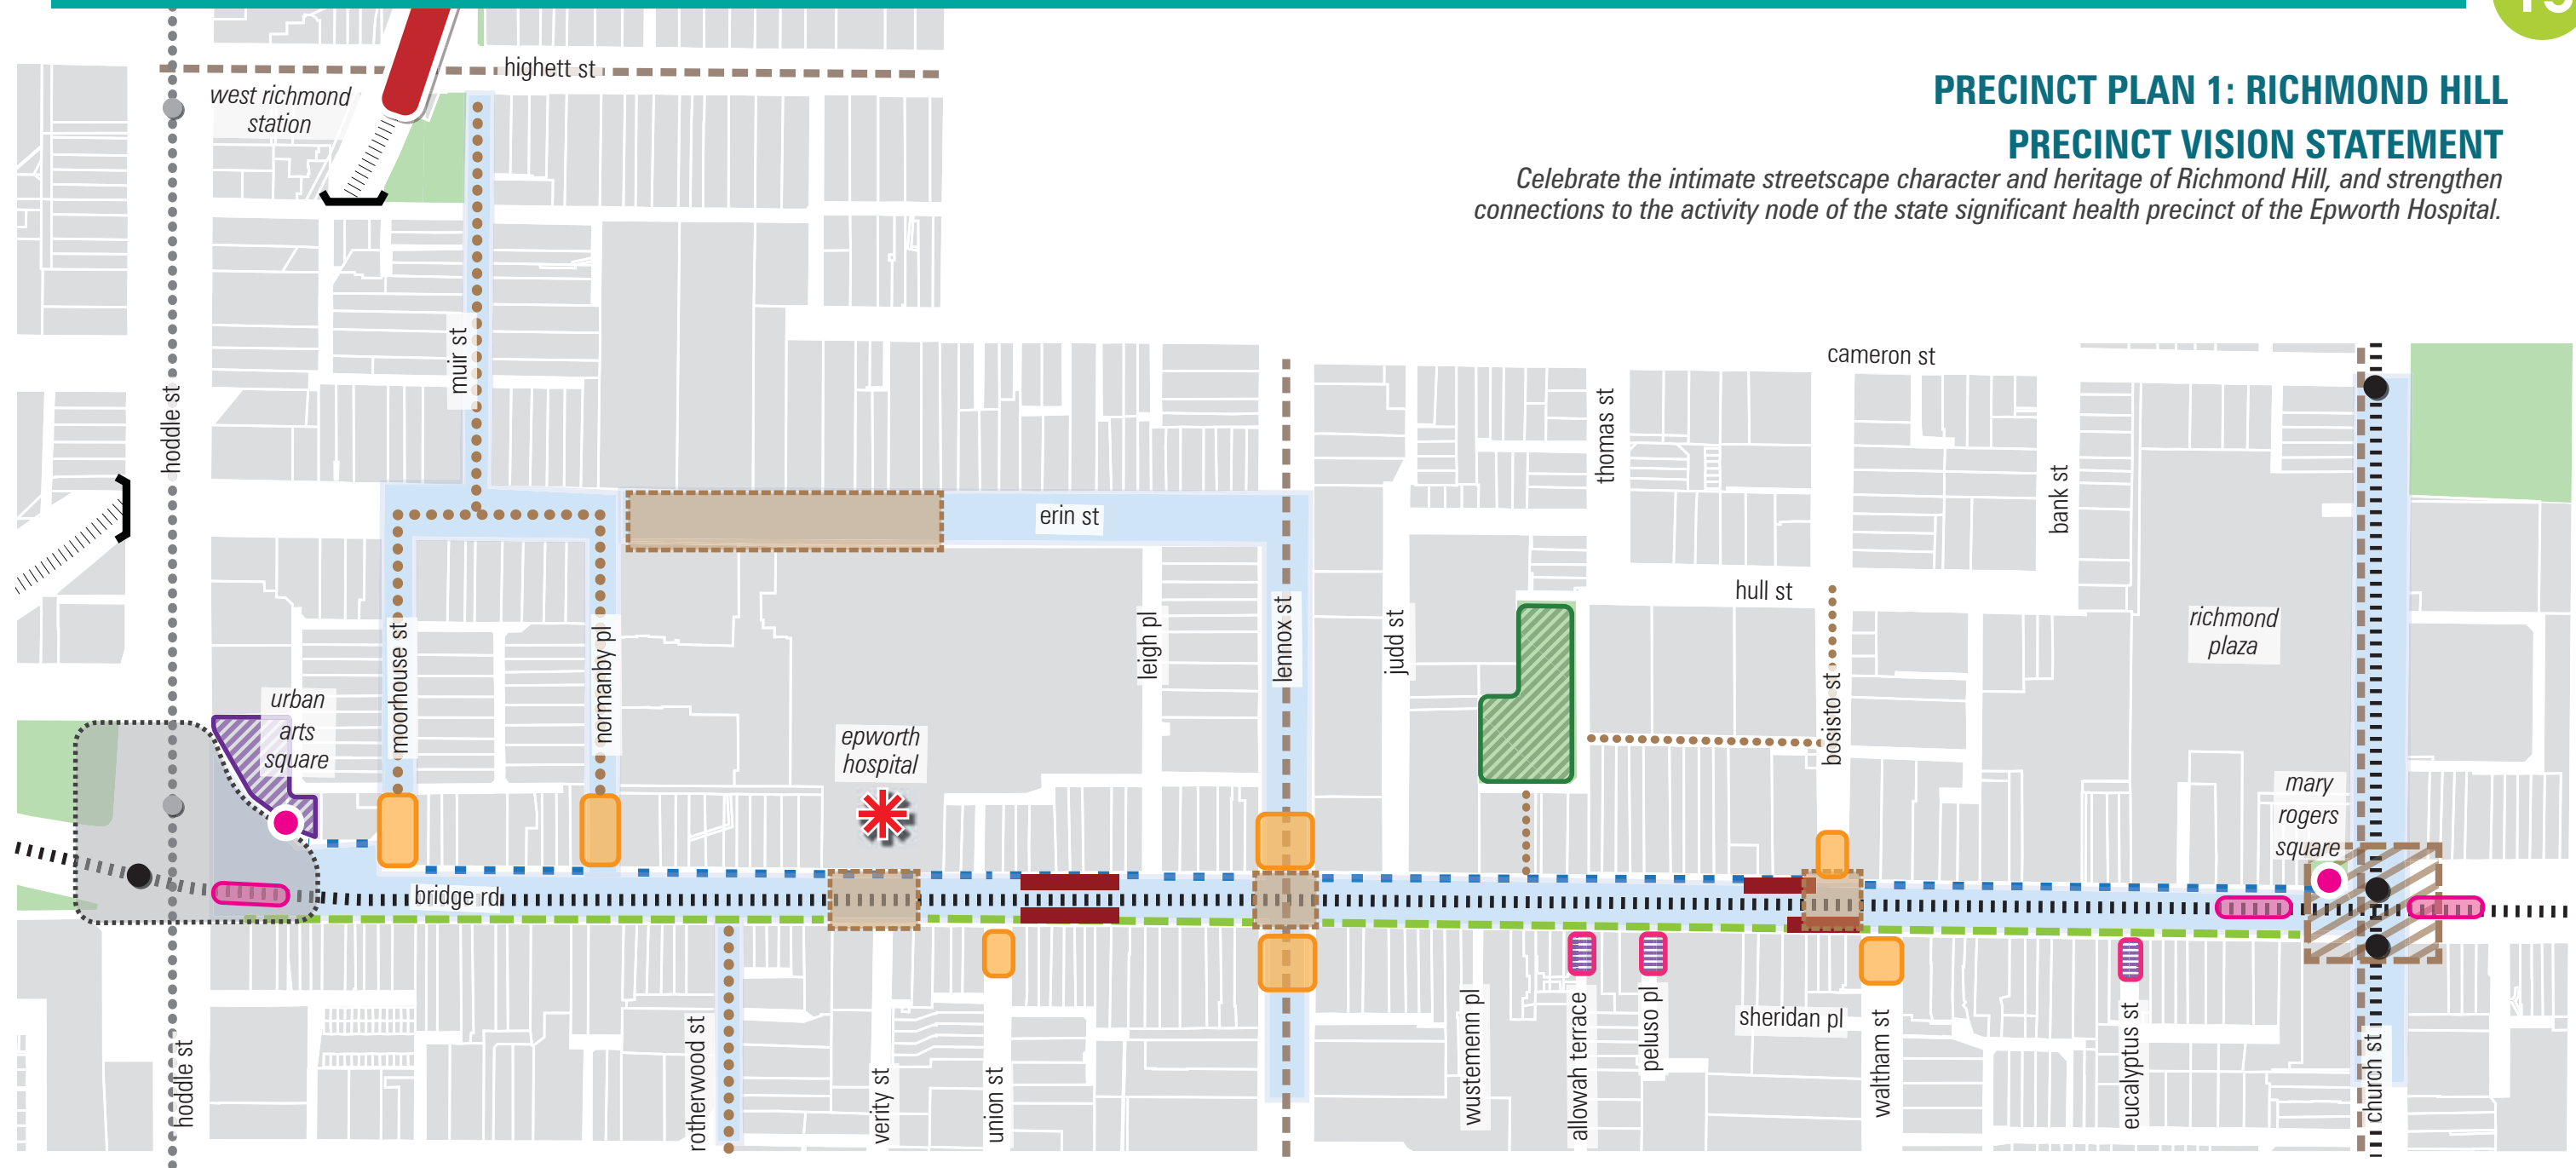 PRECINCT PLAN 1: RICHMOND HILL
PRECINCT VISION STATEMENT
Celebrate the intimate streetscape character and heritage of Richmond Hill, and strengthen
connections to the activity node of the state significant health precinct of the Epworth Hospital.
highett st
west richmond
station
muir st
hoddle st
cameron st
thomas st
bank st
erin st
hull st
moorhouse st
normanby pl
leigh pl
lennox st
judd st
bosisto st
richmond
plaza
urban
arts
square
epworth
hospital
mary
rogers
square
bridge rd
hoddle st
rotherwood st
verity st
union st
wustemenn pl
allowah terrace
peluso pl
sheridan pl
waltham st
eucalyptus st
church st